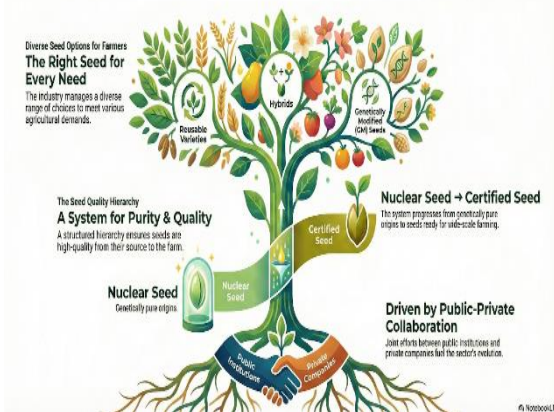 Diverse Seed Options for Farmers
The Right Seed for
Every Need
The industry manages a diverse
range of choices to meet various
agricultural demands.
Reusable
Varieties
Hybrids
Genetically
Modified
(GM) Seeds
The Seed Quality Hierarchy
A System for Purity & Quality
A structured hierarchy ensures seeds are
high-quality from their source to the farm.
Nuclear Seed → Certified Seed
The system progresses from genetically pure
origins to seeds ready for wide-scale farming.
Certified
Seed
Nuclear
Seed
Nuclear Seed
Genetically pure origins.
Driven by Public-Private
Collaboration
Joint efforts between public institutions and
private companies fuel the sector's evolution.
Public
Institutions
Private
Companies